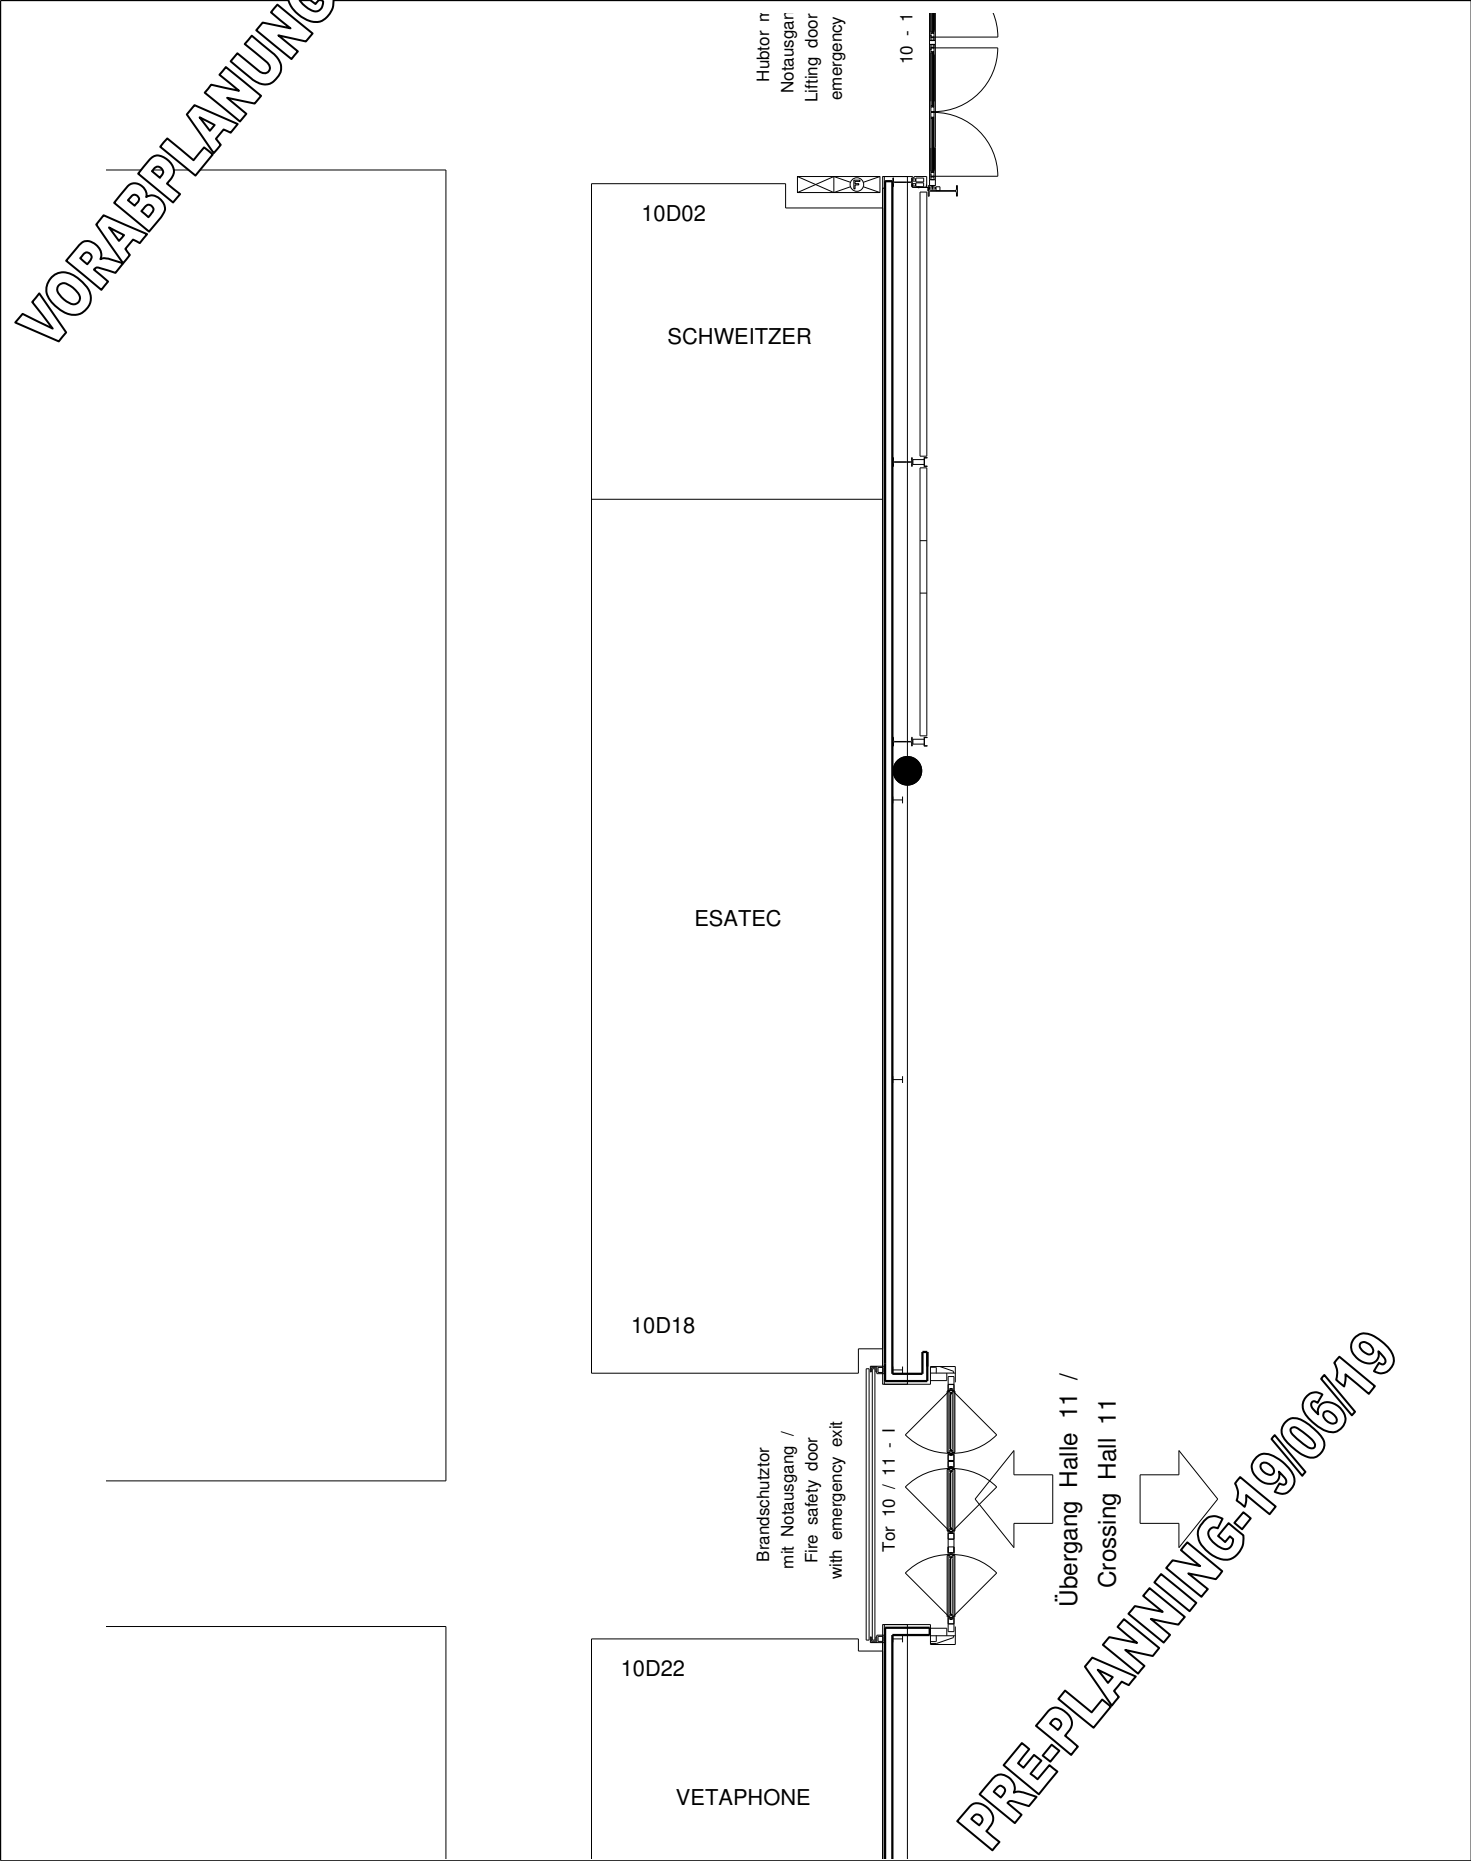 VORABPLANUNG
Hubtor
Lifting door
emergency
10 - 1
10D02
SCHWEITZER
ESATEC
10D18
Brandschutztor
mit Notausgang /
Fire safety door
with emergency exit
Tor 10 / 11 - I
Übergang Halle 11 /
Crossing Hall 11
10D22
VETAPHONE
PRE-PLANNING-19/06/19